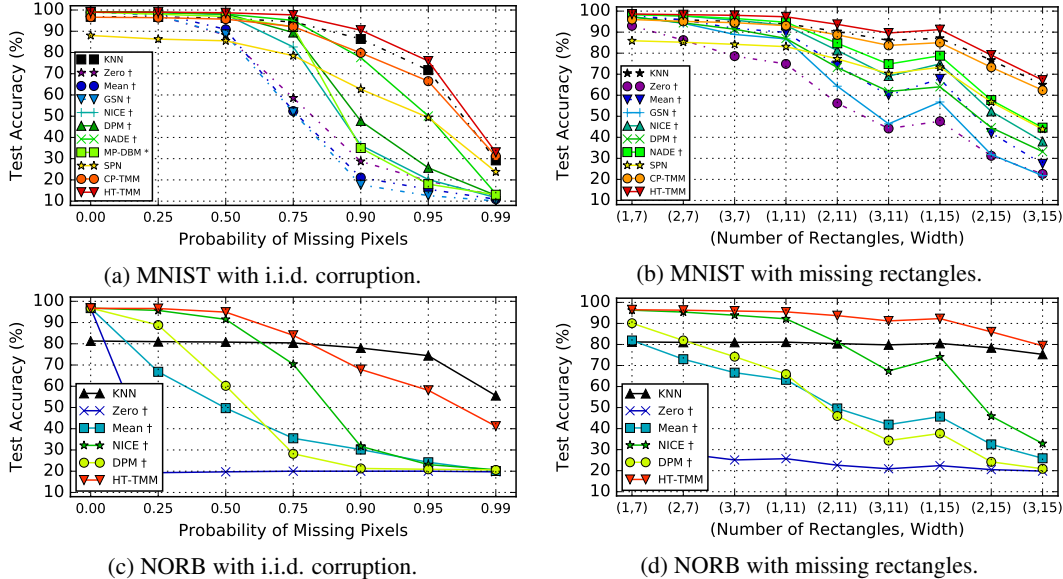 100
90
80
70
60
50
40
30
20
10
Test Accuracy (%)
KNN
Zero †
Mean †
GSN †
NICE †
DPM †
NADE †
MP-DBM *
SPN
CP-TMM
HT-TMM
0.00 0.25 0.50 0.75 0.90 0.95 0.99
Probability of Missing Pixels
(a) MNIST with i.i.d. corruption.
100
90
80
70
60
50
40
30
20
10
Test Accuracy (%)
KNN
Zero †
Mean †
GSN †
NICE †
DPM †
NADE †
SPN
CP-TMM
HT-TMM
(1,7) (2,7) (3,7) (1,11) (2,11) (3,11) (1,15) (2,15) (3,15)
(Number of Rectangles, Width)
(b) MNIST with missing rectangles.
100
90
80
70
60
50
40
30
20
10
Test Accuracy (%)
KNN
Zero †
Mean †
NICE †
DPM †
HT-TMM
0.00 0.25 0.50 0.75 0.90 0.95 0.99
Probability of Missing Pixels
(c) NORB with i.i.d. corruption.
100
90
80
70
60
50
40
30
20
10
Test Accuracy (%)
KNN
Zero †
Mean †
NICE †
DPM †
HT-TMM
(1,7) (2,7) (3,7) (1,11) (2,11) (3,11) (1,15) (2,15) (3,15)
(Number of Rectangles, Width)
(d) NORB with missing rectangles.